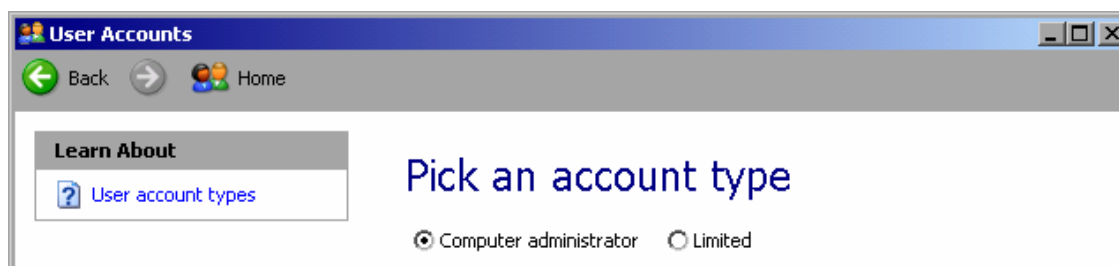 User Accounts
Back Home
Learn About
User account types
Pick an account type
Computer administrator Limited